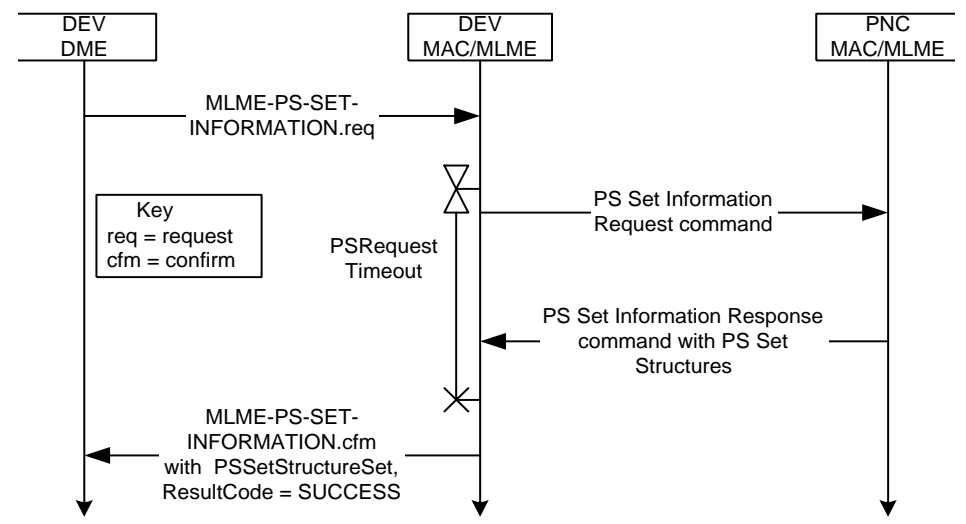 DEV
DME
DEV
MAC/MLME
PNC
MAC/MLME
MLME-PS-SET-
INFORMATION.req
Key
req = request
cfm = confirm
PSRequest
Timeout
PS Set Information
Request command
PS Set Information Response
command with PS Set
Structures
MLME-PS-SET-
INFORMATION.cfm
with PSSetStructureSet,
ResultCode = SUCCESS